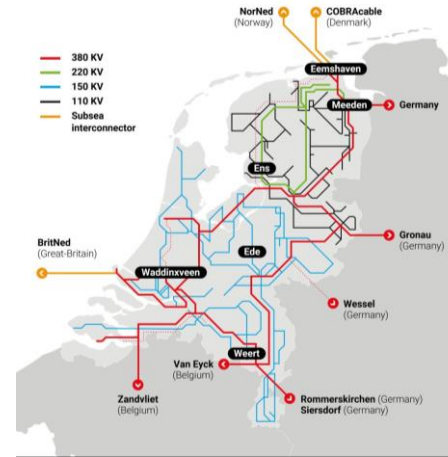 NorNed
(Norway)
COBRAcable
(Denmark)
380 KV
220 KV
150 KV
110 KV
Subsea
interconnector
Eemshaven
Meeden
Germany
Ens
Gronau
(Germany)
BritNed
(Great-Britain)
Ede
Waddinxveen
Wessel
(Germany)
Weert
Van Eyck
(Belgium)
Zandvliet
(Belgium)
Rommerskirchen (Germany)
Siersdorf (Germany)